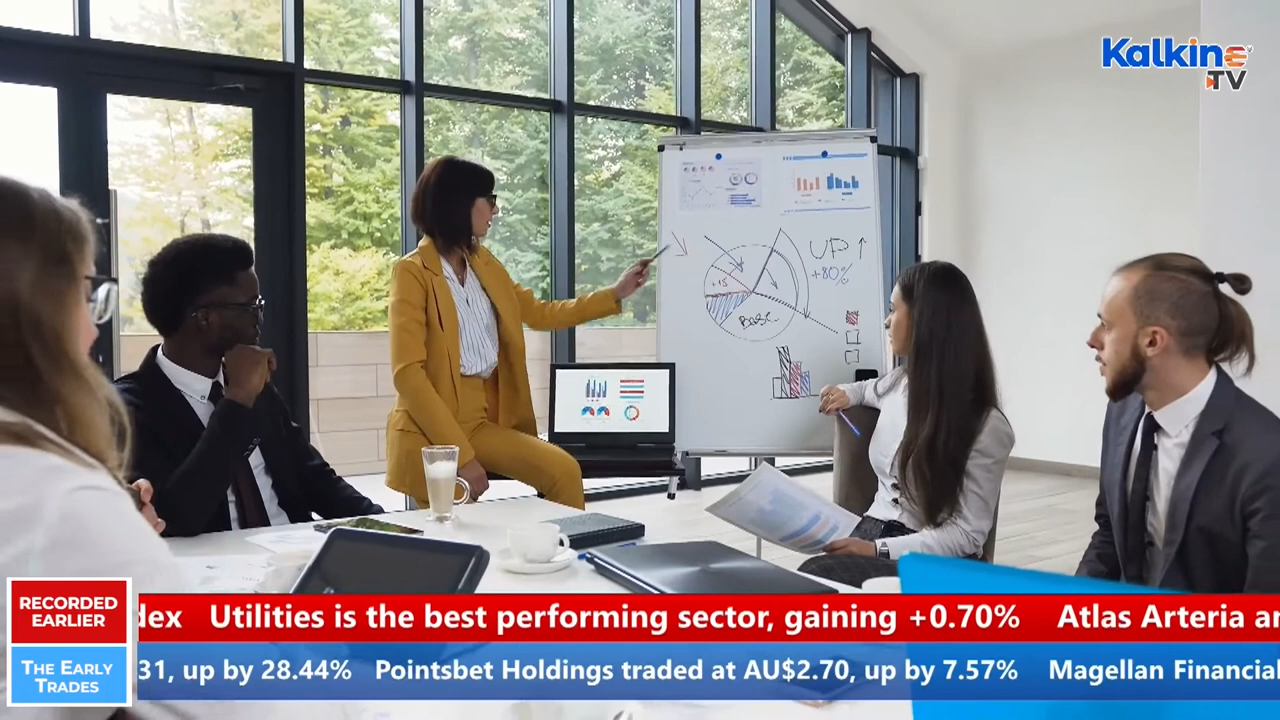 Kalkine
TV
UP ↑
+80%
+15
BASE
RECORDED
EARLIER
dex Utilities is the best performing sector, gaining +0.70% Atlas Arteria an
THE EARLY
TRADES
31, up by 28.44% Pointsbet Holdings traded at AU$2.70, up by 7.57% Magellan Financial